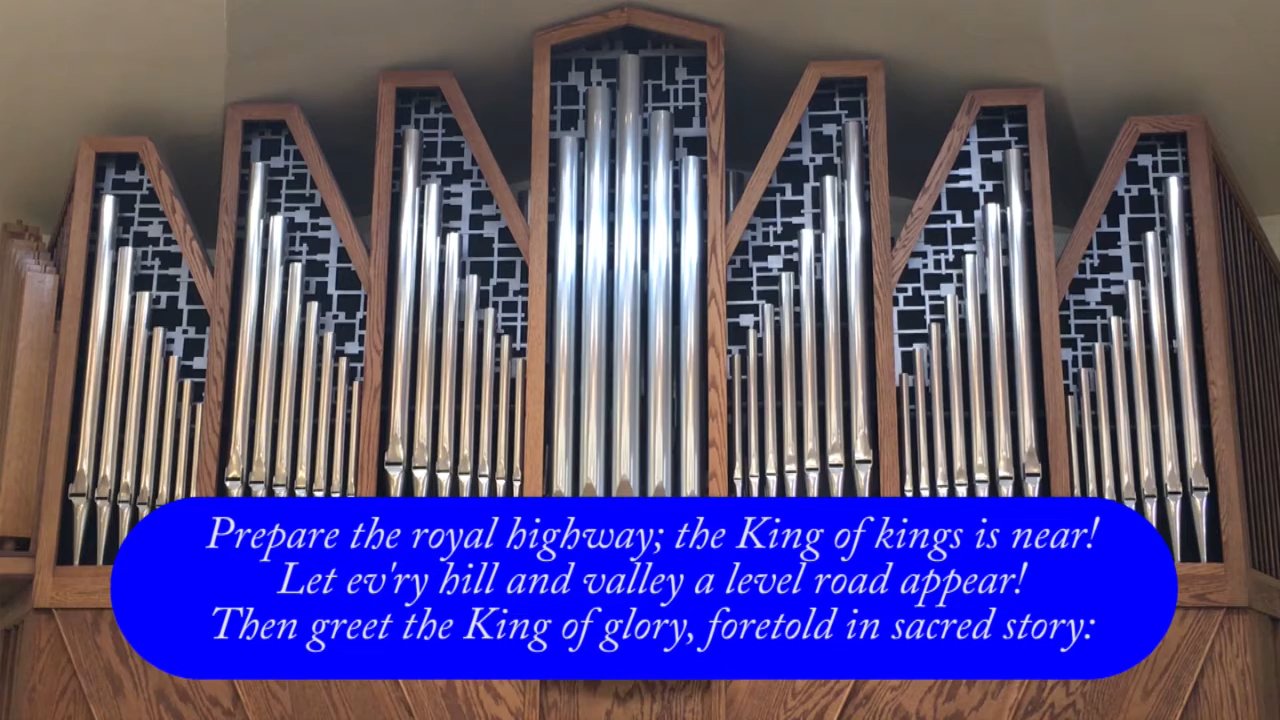 Prepare the royal highway; the King of kings is near!
Let ev'ry hill and valley a level road appear!
Then greet the King of glory, foretold in sacred story: